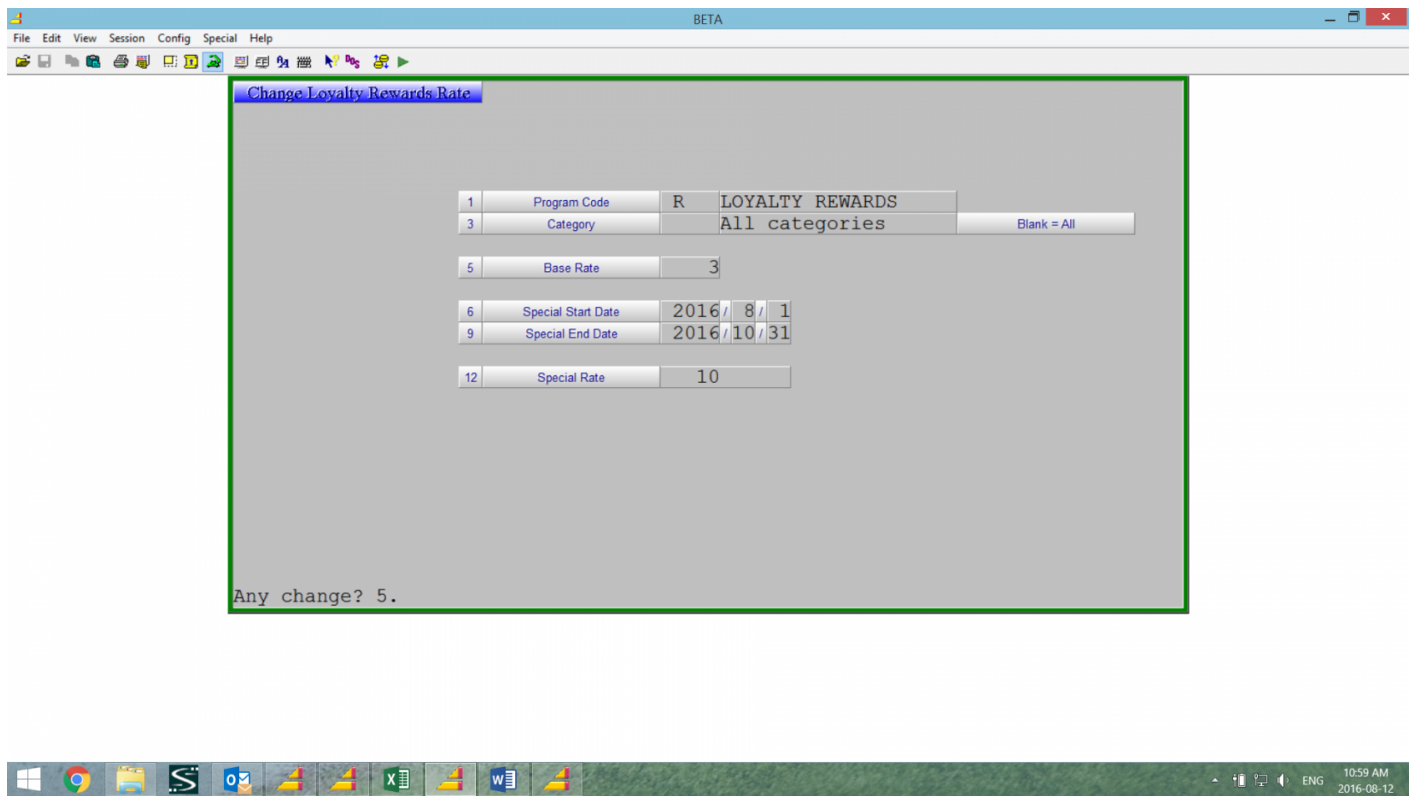 BETA
File Edit View Session Config Special Help
Change Loyalty Rewards Rate
1 Program Code R LOYALTY REWARDS
3 Category All categories Blank = All
5 Base Rate 3
6 Special Start Date 2016/ 8/ 1
9 Special End Date 2016/10/31
12 Special Rate 10
Any change? 5.
ENG 10:59 AM
2016-08-12